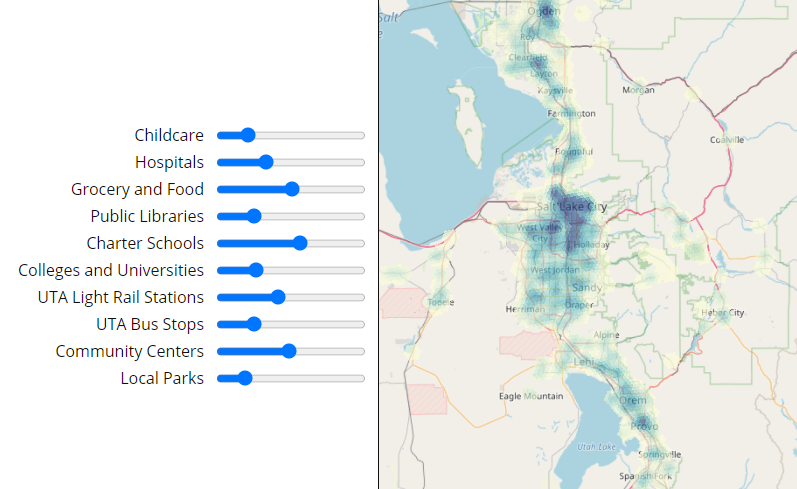 Childcare
Hospitals
Grocery and Food
Public Libraries
Charter Schools
Colleges and Universities
UTA Light Rail Stations
UTA Bus Stops
Community Centers
Local Parks
Salt
Ogden
Roy
Clearfield
Layton
Kaysville
Morgan
Farmington
Coalville
Bountiful
Salt Lake City
West Valley
City
Holladay
West Jordan
Sandy
Tooele
Herriman
Draper
Heber City
Alpine
Lehi
Eagle Mountain
Orem
Provo
Utah Lake
Springville
Spanish Fork